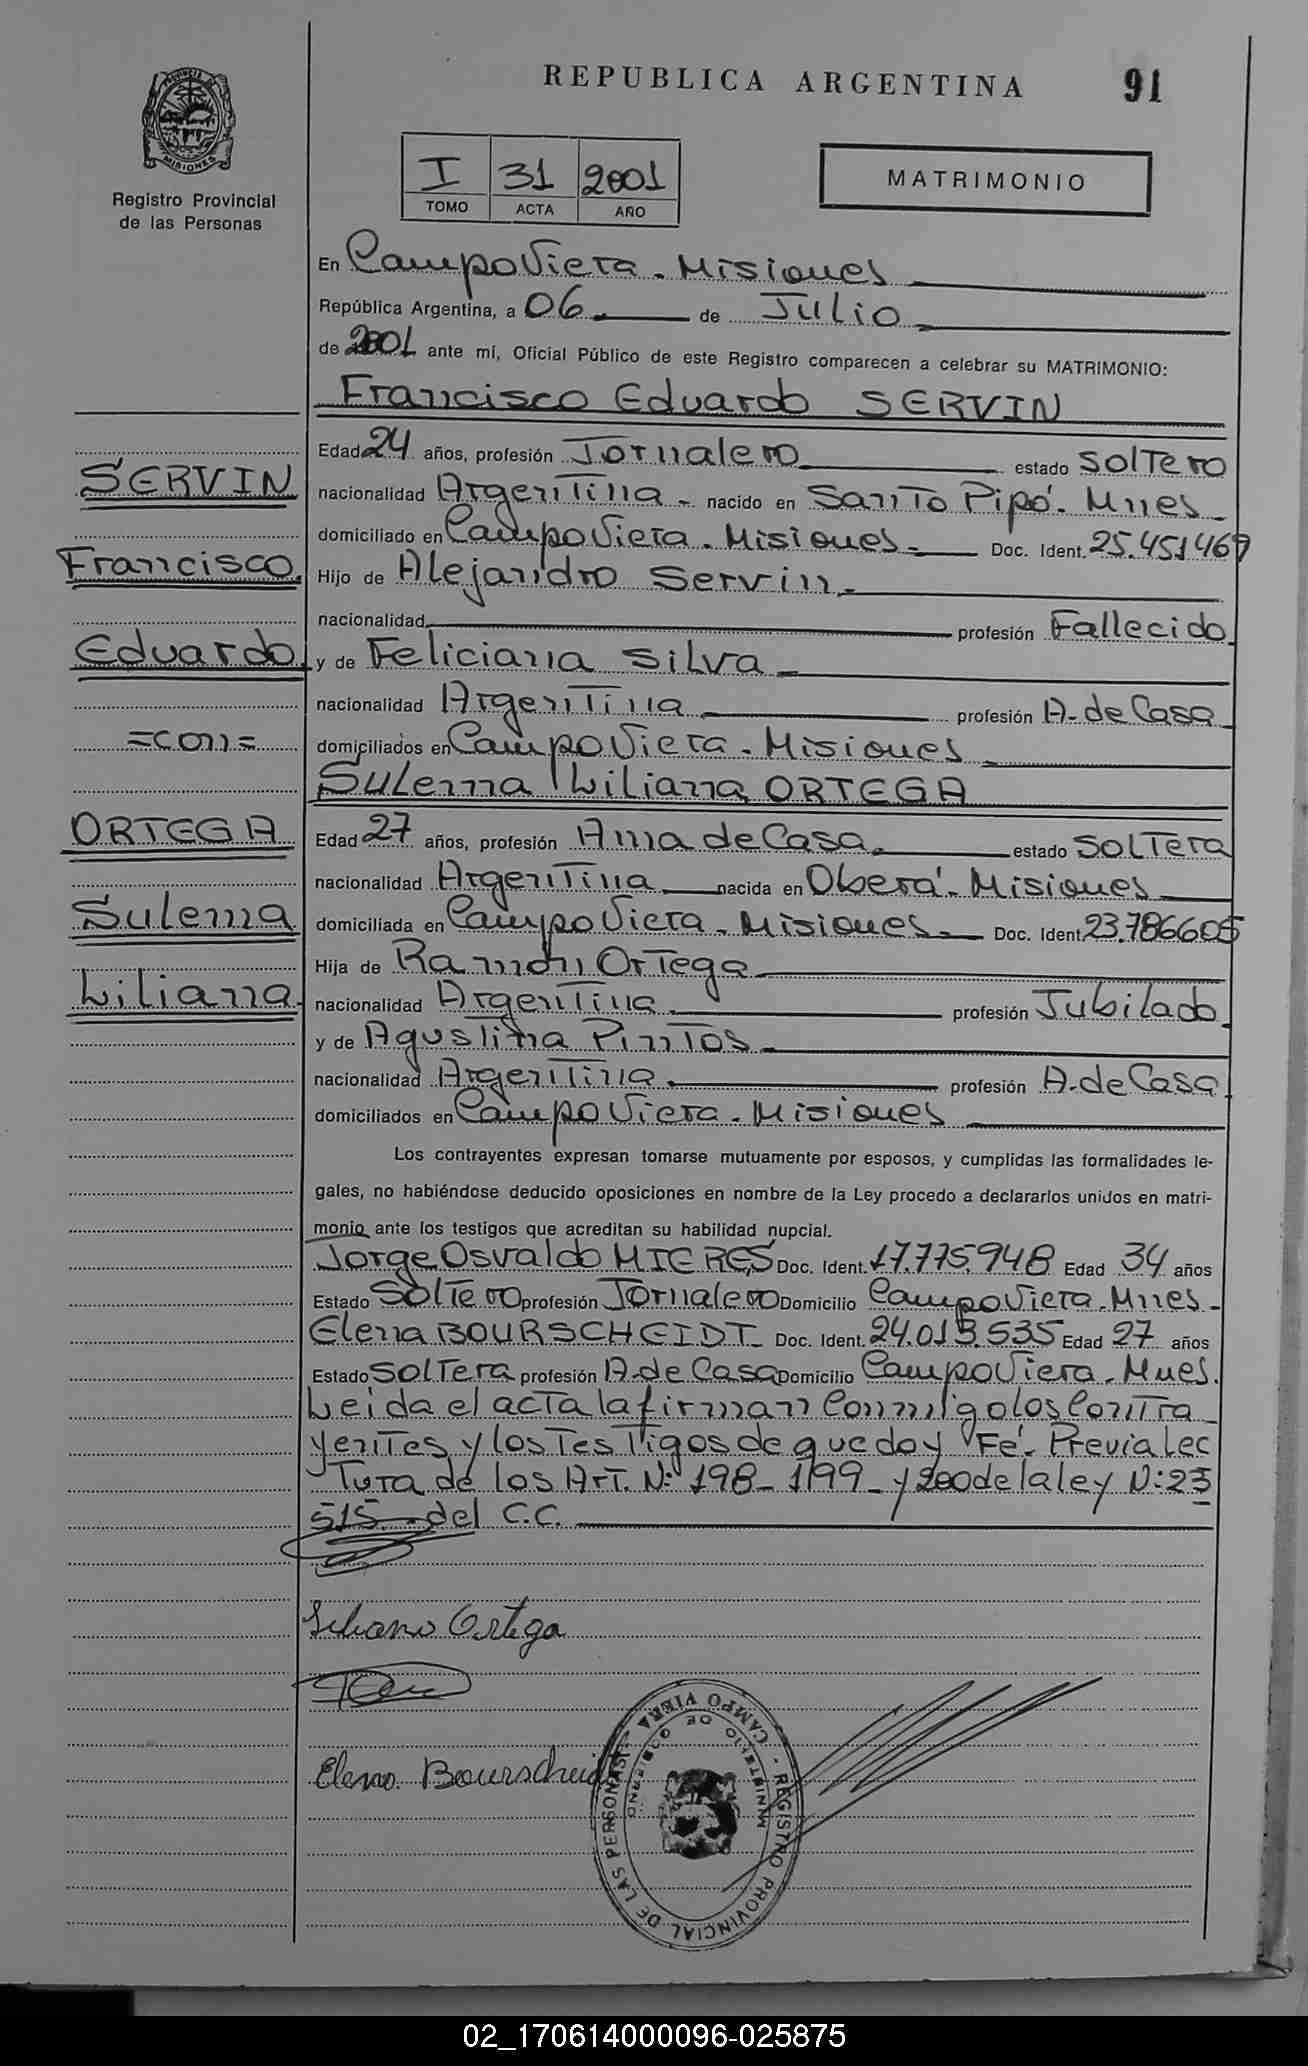 REPUBLICA ARGENTINA
91
PROVINCIA DE
MISIONES
Registro Provincial
de las Personas
I 31 2001
TOMO ACTA AÑO
MATRIMONIO
En Campo Viera - Misiones
República Argentina, a 06 de Julio
de 2001 ante mí, Oficial Público de este Registro comparecen a celebrar su MATRIMONIO:
Francisco Eduardo SERVIN
Edad 24 años, profesión Jornalero estado Soltero
nacionalidad Argentina - nacido en Santo Pipó - Mnes -
domiciliado en Campo Viera - Misiones - Doc. Ident. 25.451469
Hijo de Alejandro Servin -
nacionalidad profesión Fallecido
y de Feliciana Silva -
nacionalidad Argentina profesión A. de Casa
domiciliados en Campo Viera - Misiones
Sulema Liliana ORTEGA
Edad 27 años, profesión Ama de Casa estado Soltera
nacionalidad Argentina nacida en Oberá - Misiones
domiciliada en Campo Viera - Misiones - Doc. Ident. 23.786605
Hija de Ramon Ortega
nacionalidad Argentina profesión Jubilado
y de Agustina Pintos
nacionalidad Argentina profesión A. de Casa
domiciliados en Campo Viera - Misiones
Los contrayentes expresan tomarse mutuamente por esposos, y cumplidas las formalidades le-
gales, no habiéndose deducido oposiciones en nombre de la Ley procedo a declararlos unidos en matri-
monio ante los testigos que acreditan su habilidad nupcial.
Jorge Osvaldo MIERES Doc. Ident. 17.775.948 Edad 34 años
Estado Soltero profesión Jornalero Domicilio Campo Viera - Mnes -
Elena BOURSCHEIDT Doc. Ident. 24.013.535 Edad 27 años
Estado Soltera profesión A. de Casa Domicilio Campo Viera - Mnes.
Leida el acta la firman conmigo los Contra
yentes y los Testigos de que doy Fé. Previa Lec
tura de los Art. N: 198 - 199 - y 200 de la ley N: 23
515 - del C.C.
SERVIN
Francisco
Eduardo
=con=
ORTEGA
Sulema
Liliana
Liliana Ortega
Elena Bourscheidt
REGISTRO PROVINCIAL DE LAS PERSONAS - CAMPO VIERA -
MINISTERIO DE GOBIERNO
02_170614000096-025875